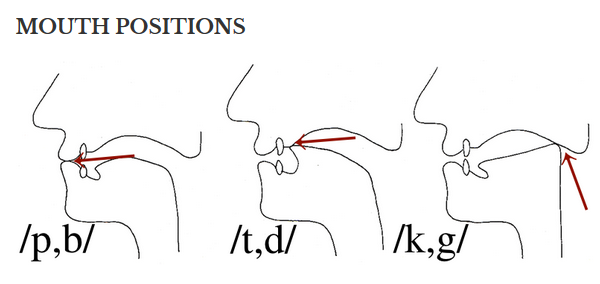 MOUTH POSITIONS
/p,b/ /t,d/ /k,g/